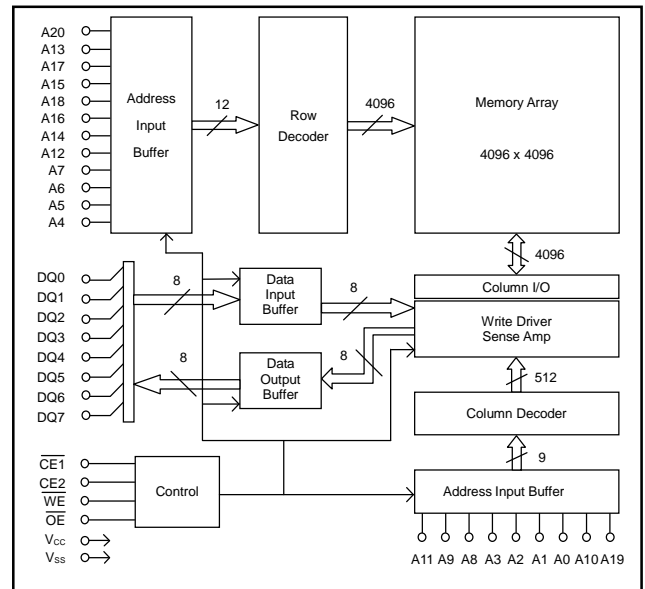 A20
A13
A17
A15
A18
A16
A14
A12
A7
A6
A5
A4
Address
Input
Buffer
12
Row
Decoder
4096
Memory Array
4096 x 4096
4096
DQ0
DQ1
DQ2
DQ3
DQ4
DQ5
DQ6
DQ7
8
Data
Input
Buffer
8
Column I/O
Write Driver
Sense Amp
8
Data
Output
Buffer
8
512
Column Decoder
9
CE1
CE2
WE
OE
Control
Address Input Buffer
VCC
VSS
A11 A9 A8 A3 A2 A1 A0 A10 A19